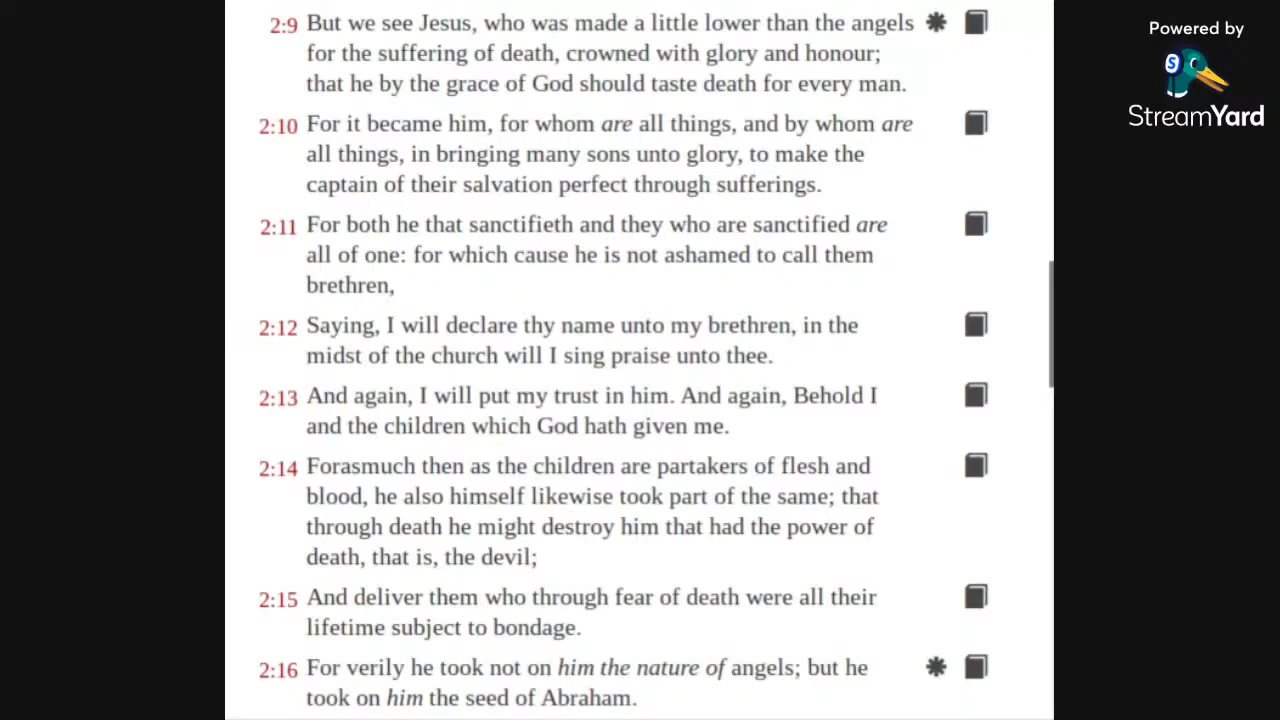 2:9 But we see Jesus, who was made a little lower than the angels
for the suffering of death, crowned with glory and honour;
that he by the grace of God should taste death for every man.
2:10 For it became him, for whom are all things, and by whom are
all things, in bringing many sons unto glory, to make the
captain of their salvation perfect through sufferings.
2:11 For both he that sanctifieth and they who are sanctified are
all of one: for which cause he is not ashamed to call them
brethren,
2:12 Saying, I will declare thy name unto my brethren, in the
midst of the church will I sing praise unto thee.
2:13 And again, I will put my trust in him. And again, Behold I
and the children which God hath given me.
2:14 Forasmuch then as the children are partakers of flesh and
blood, he also himself likewise took part of the same; that
through death he might destroy him that had the power of
death, that is, the devil;
2:15 And deliver them who through fear of death were all their
lifetime subject to bondage.
2:16 For verily he took not on him the nature of angels; but he
took on him the seed of Abraham.
Powered by
S
StreamYard